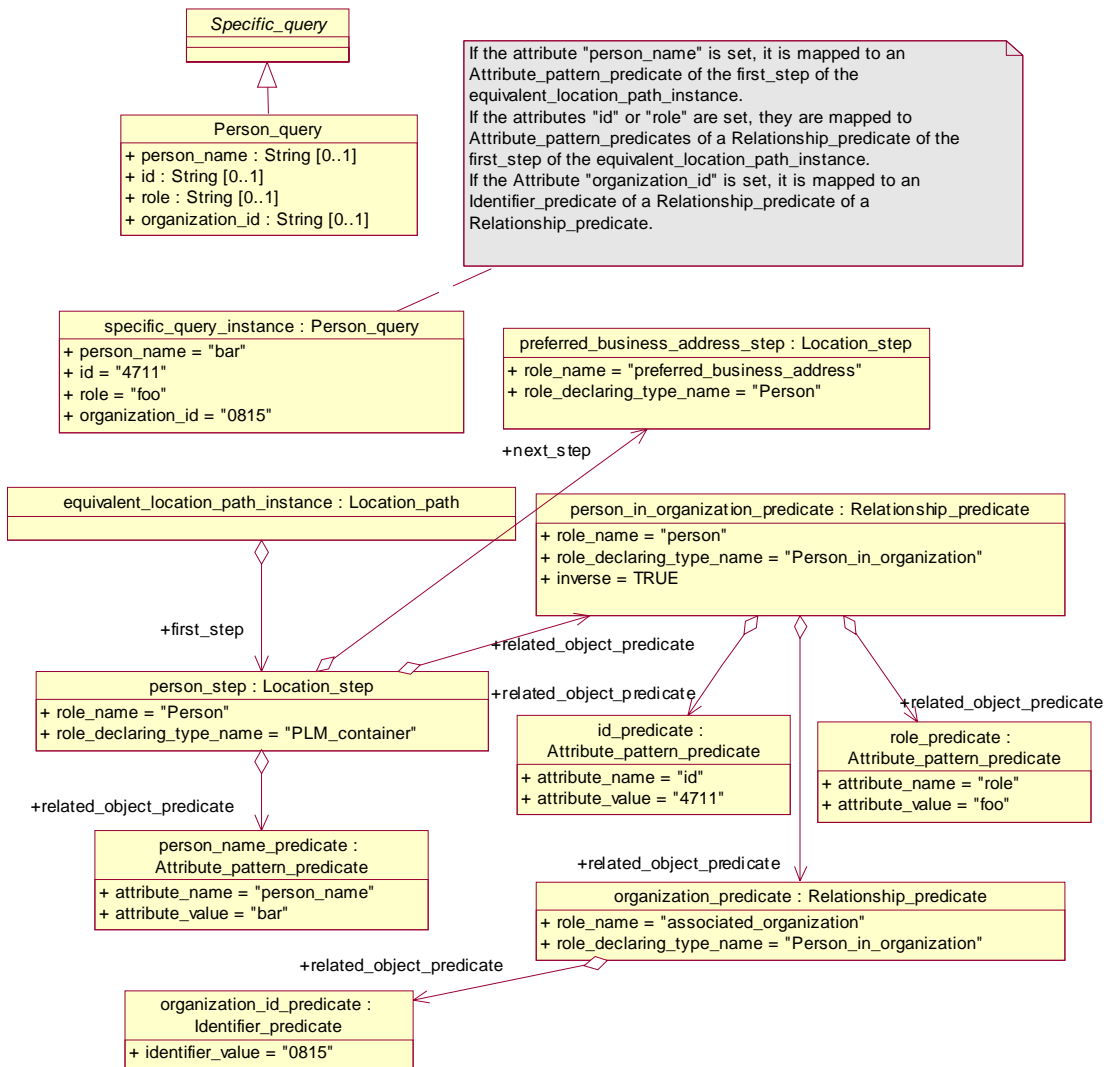 Specific_query
Person_query
+ person_name : String [0..1]
+ id : String [0..1]
+ role : String [0..1]
+ organization_id : String [0..1]
If the attribute "person_name" is set, it is mapped to an
Attribute_pattern_predicate of the first_step of the
equivalent_location_path_instance.
If the attributes "id" or "role" are set, they are mapped to
Attribute_pattern_predicates of a Relationship_predicate of the
first_step of the equivalent_location_path_instance.
If the Attribute "organization_id" is set, it is mapped to an
Identifier_predicate of a Relationship_predicate of a
Relationship_predicate.
specific_query_instance : Person_query
+ person_name = "bar"
+ id = "4711"
+ role = "foo"
+ organization_id = "0815"
preferred_business_address_step : Location_step
+ role_name = "preferred_business_address"
+ role_declaring_type_name = "Person"
+next_step
equivalent_location_path_instance : Location_path
person_in_organization_predicate : Relationship_predicate
+ role_name = "person"
+ role_declaring_type_name = "Person_in_organization"
+ inverse = TRUE
+first_step
+related_object_predicate
person_step : Location_step
+ role_name = "Person"
+ role_declaring_type_name = "PLM_container"
+related_object_predicate
+related_object_predicate
id_predicate :
Attribute_pattern_predicate
+ attribute_name = "id"
+ attribute_value = "4711"
role_predicate :
Attribute_pattern_predicate
+ attribute_name = "role"
+ attribute_value = "foo"
+related_object_predicate
person_name_predicate :
Attribute_pattern_predicate
+ attribute_name = "person_name"
+ attribute_value = "bar"
+related_object_predicate
organization_predicate : Relationship_predicate
+ role_name = "associated_organization"
+ role_declaring_type_name = "Person_in_organization"
+related_object_predicate
organization_id_predicate :
Identifier_predicate
+ identifier_value = "0815"